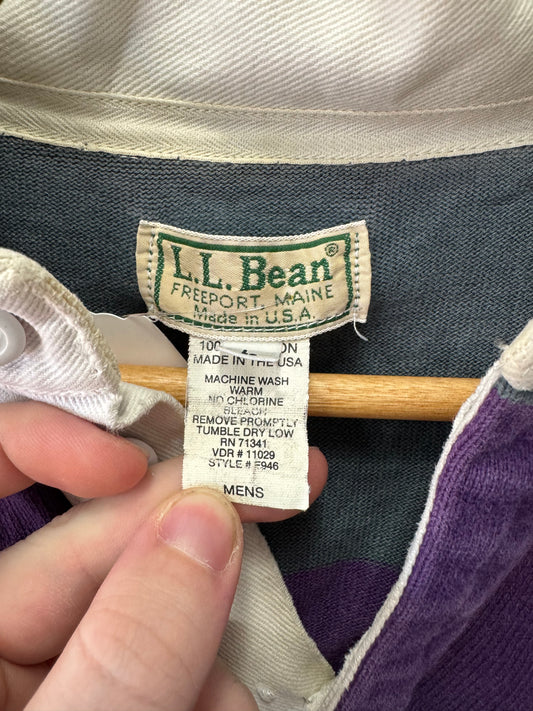 L.L. Bean®
FREEPORT, MAINE
Made in U.S.A.
MADE IN THE USA
MACHINE WASH
WARM
NO CHLORINE
BLEACH
REMOVE PROMPTLY
TUMBLE DRY LOW
RN 71341
VDR # 11029
STYLE # F946
MENS